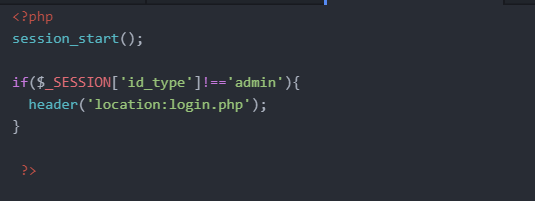 <?php
session_start();
if($_SESSION['id_type']!=='admin'){
header('location:login.php');
}
?>